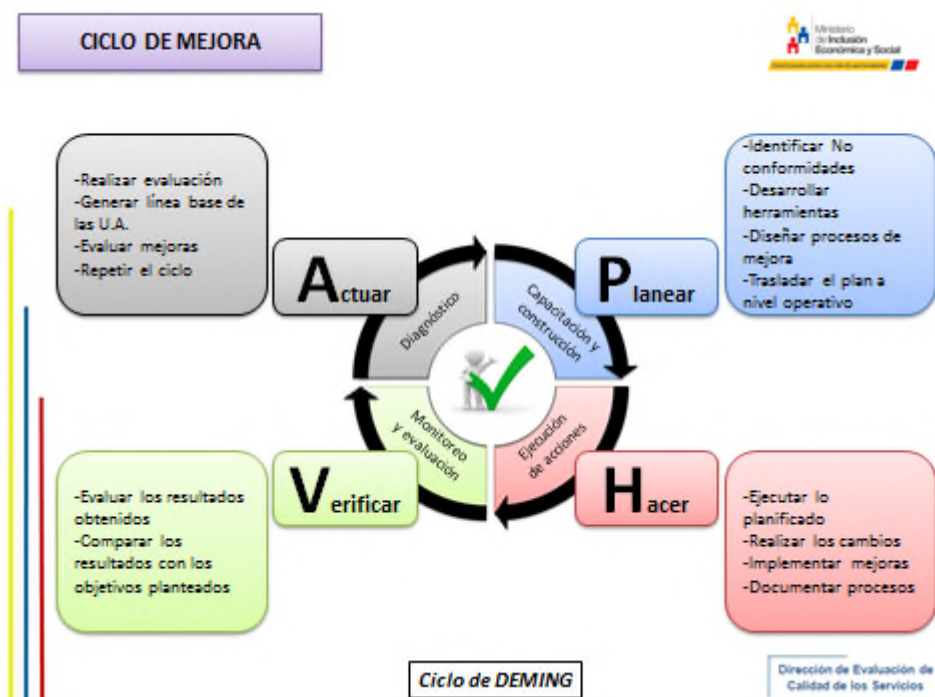 CICLO DE MEJORA
Ministerio
de Inclusión
Económica y Social
-Realizar evaluación
-Generar línea base de
las U.A.
-Evaluar mejoras
-Repetir el ciclo
Actuar
Diagnóstico
Capacitación y
construcción
Planear
-Identificar No
conformidades
-Desarrollar
herramientas
-Diseñar procesos de
mejora
-Trasladar el plan a
nivel operativo
-Evaluar los resultados
obtenidos
-Comparar los
resultados con los
objetivos planteados
Verificar
Monitoreo
y evaluación
Ejecución
de acciones
Hacer
-Ejecutar lo
planificado
-Realizar los cambios
-Implementar mejoras
-Documentar procesos
Ciclo de DEMING
Dirección de Evaluación de
Calidad de los Servicios